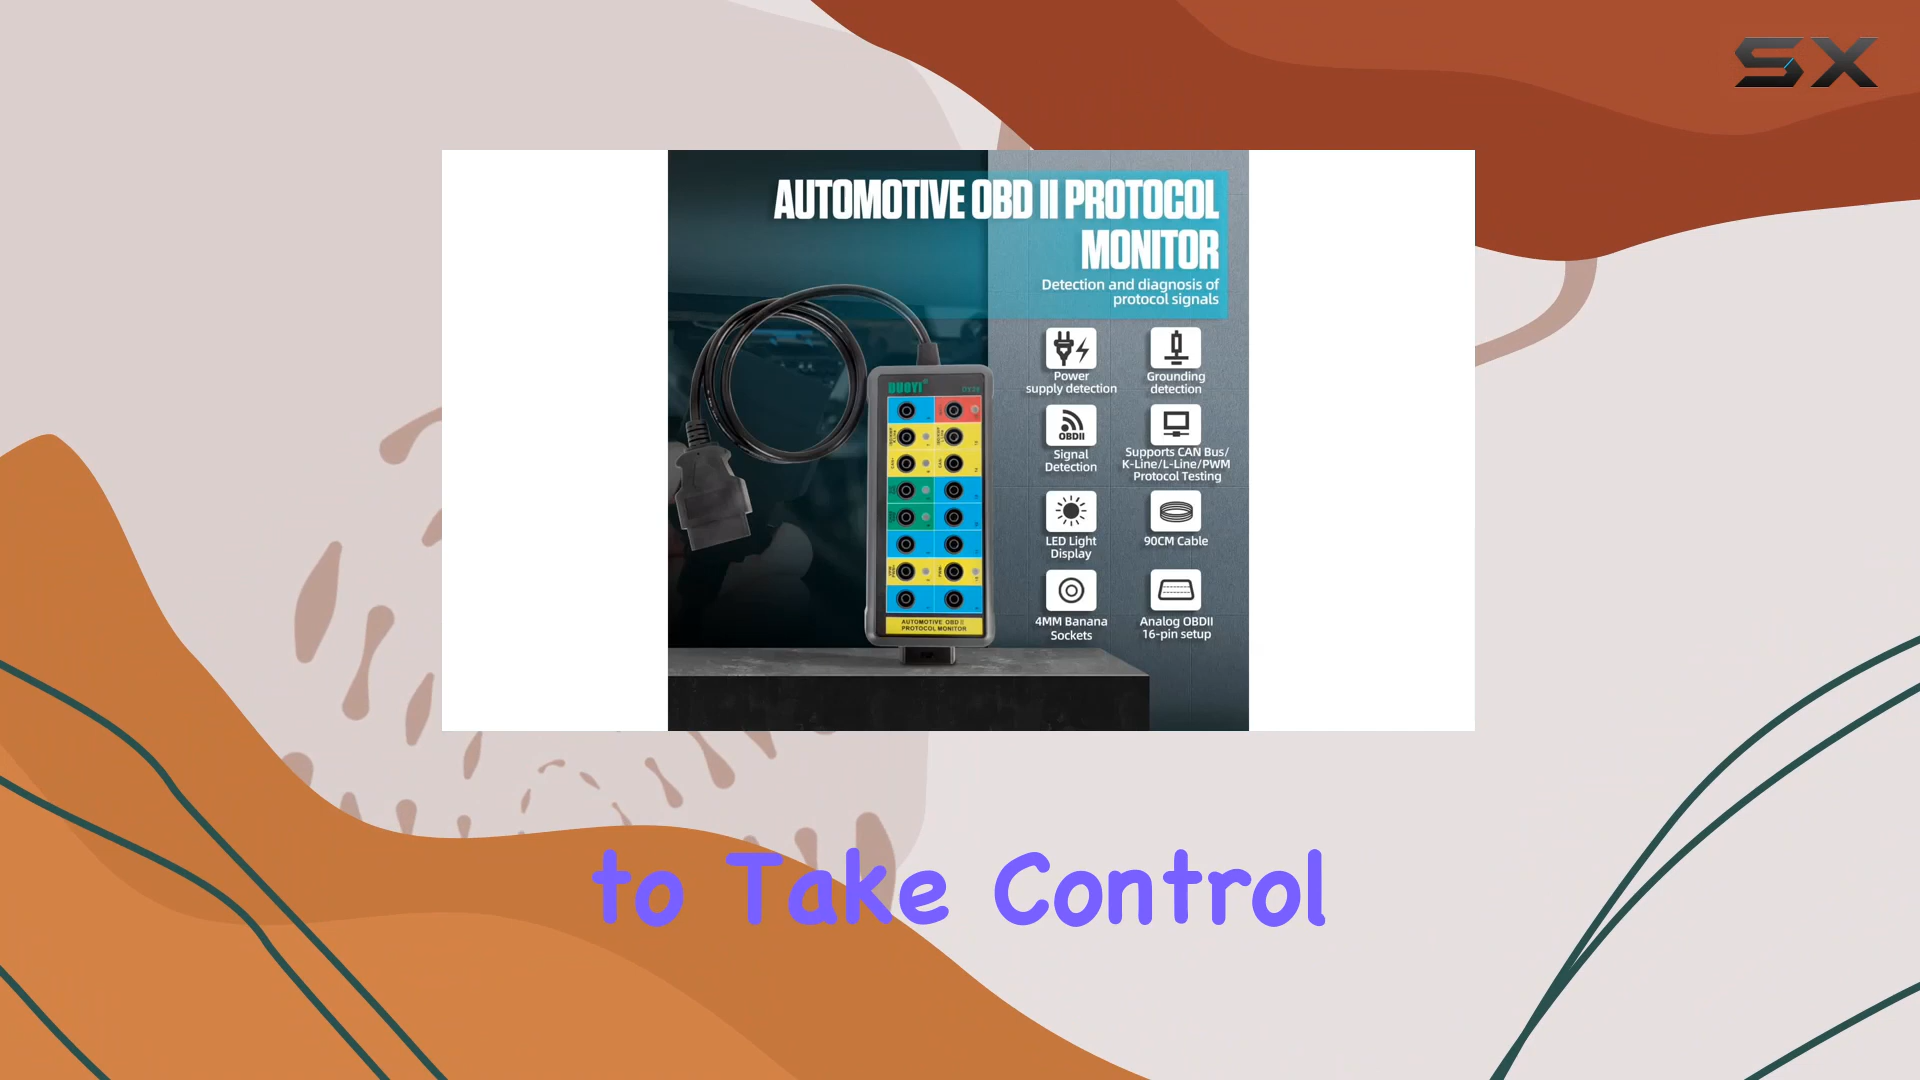 SX
AUTOMOTIVE OBD II PROTOCOL
MONITOR
Detection and diagnosis of
protocol signals
Power
supply detection
Grounding
detection
OBDII
Signal
Detection
Supports CAN Bus/
K-Line/L-Line/PWM
Protocol Testing
LED Light
Display
90CM Cable
4MM Banana
Sockets
Analog OBDII
16-pin setup
DUOYI
AUTOMOTIVE OBD II
PROTOCOL MONITOR
to Take Control